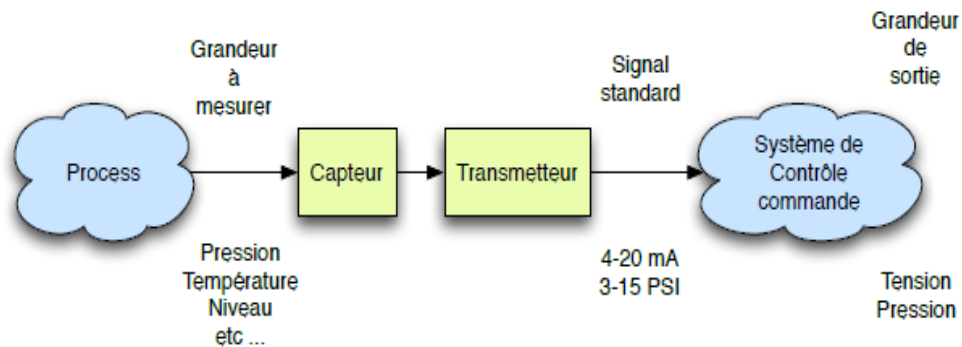 Grandeur
à
mesurer
Signal
standard
Grandeur
de
sortie
Process
Capteur
Transmetteur
Système de
Contrôle
commande
Pression
Température
Niveau
etc ...
4-20 mA
3-15 PSI
Tension
Pression